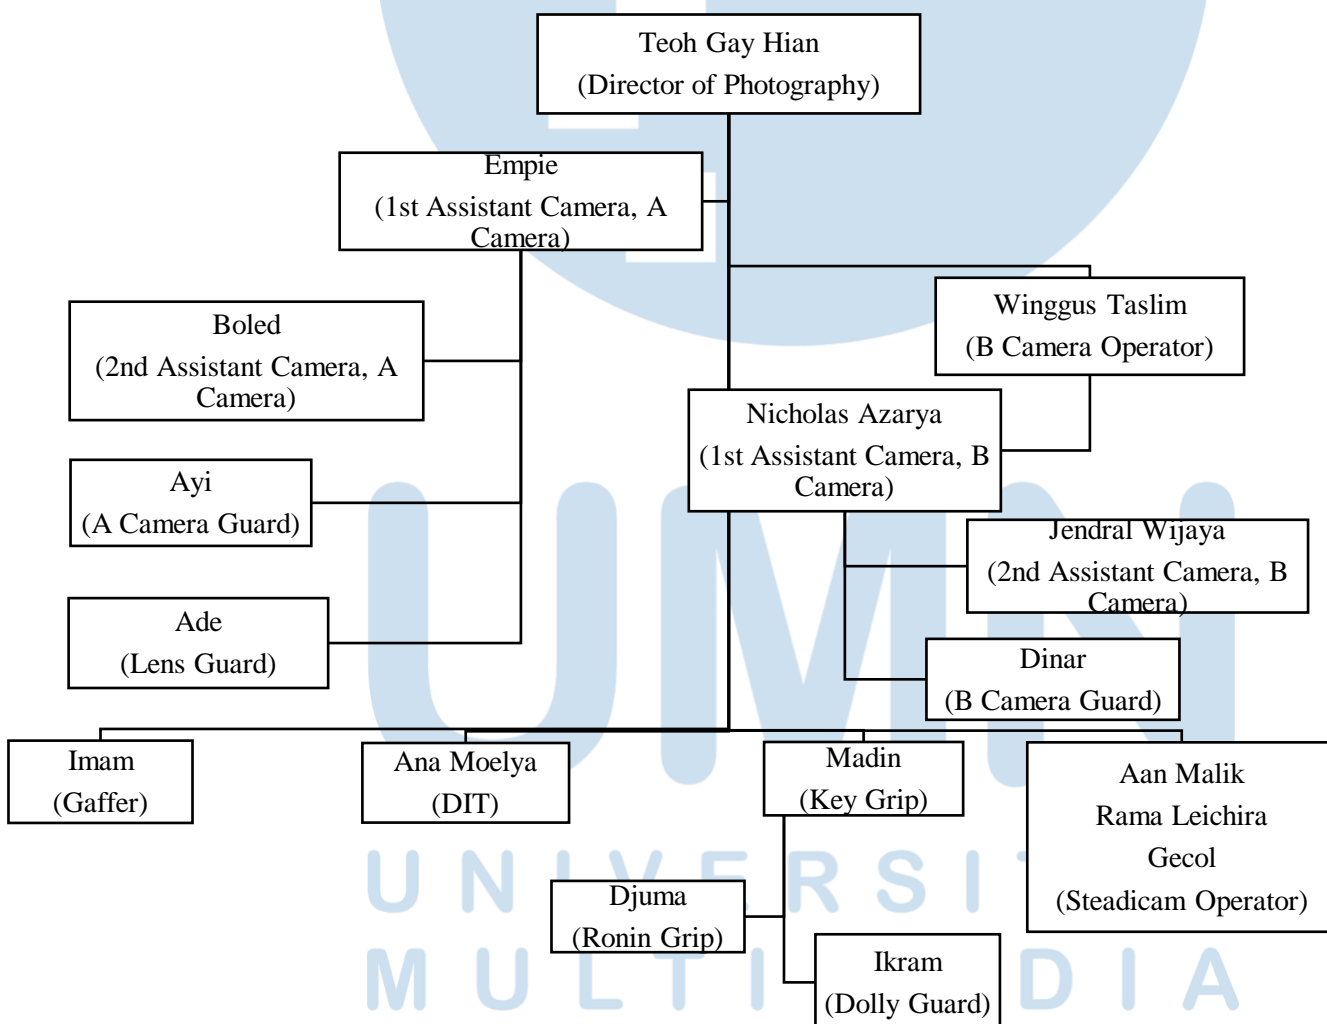 Teoh Gay Hian
(Director of Photography)
Empie
(1st Assistant Camera, A
Camera)
Winggus Taslim
(B Camera Operator)
Boled
(2nd Assistant Camera, A
Camera)
Nicholas Azarya
(1st Assistant Camera, B
Camera)
Ayi
(A Camera Guard)
Jendral Wijaya
(2nd Assistant Camera, B
Camera)
Ade
(Lens Guard)
Dinar
(B Camera Guard)
Imam
(Gaffer)
Ana Moelya
(DIT)
Madin
(Key Grip)
Aan Malik
Rama Leichira
Gecol
(Steadicam Operator)
Djuma
(Ronin Grip)
Ikram
(Dolly Guard)
UMN